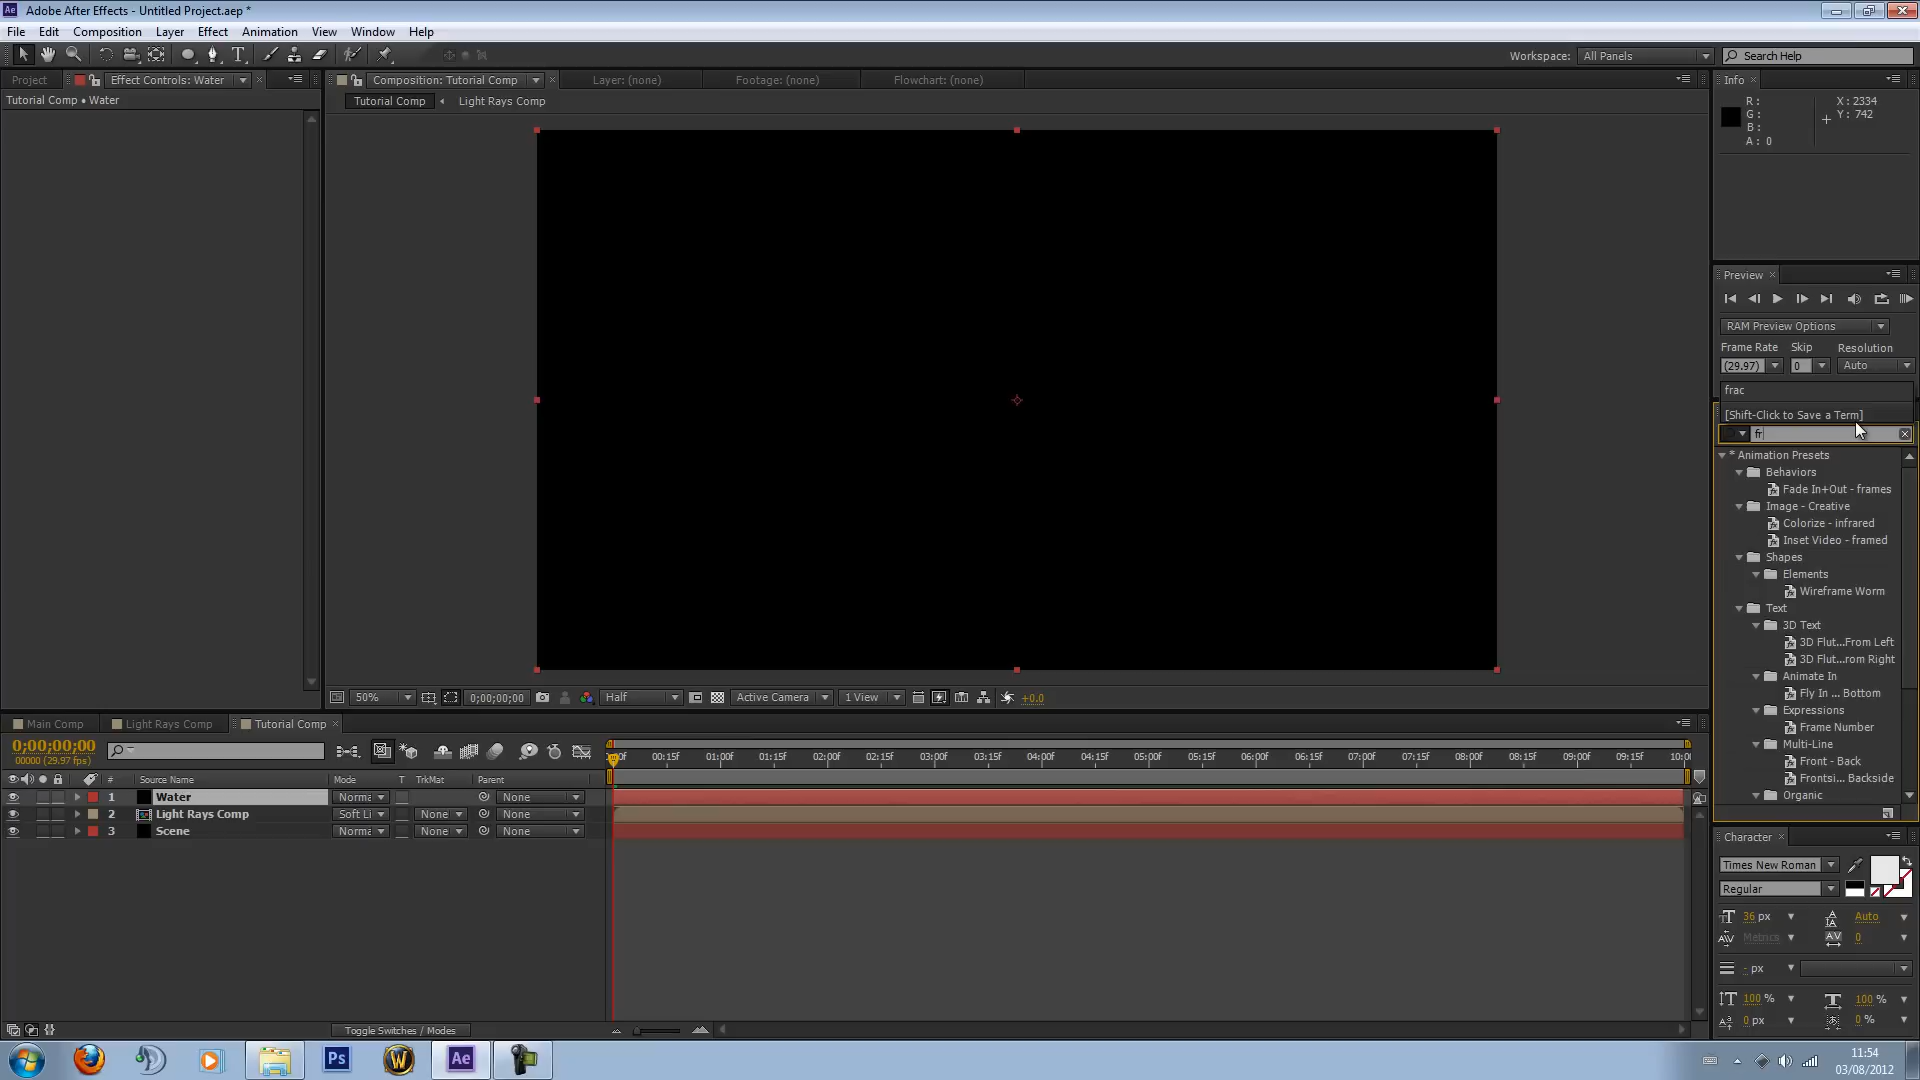 Adobe After Effects - Untitled Project.aep *
File Edit Composition Layer Effect Animation View Window Help
Workspace: All Panels Search Help
Project Effect Controls: Water Composition: Tutorial Comp Layer: (none) Footage: (none) Flowchart: (none) Info
Tutorial Comp • Water
Tutorial Comp Light Rays Comp
R :
G :
B :
A : 0
X : 2334
Y : 742
Preview
RAM Preview Options
Frame Rate Skip Resolution
(29.97) 0 Auto
frac
[Shift-Click to Save a Term]
fr
* Animation Presets
Behaviors
Fade In+Out - frames
Image - Creative
Colorize - infrared
Inset Video - framed
Shapes
Elements
Wireframe Worm
Text
3D Text
3D Flut...From Left
3D Flut...rom Right
Animate In
Fly In ... Bottom
Expressions
Frame Number
Multi-Line
Front - Back
Frontsi... Backside
Organic
50% 0;00;00;00 Half Active Camera 1 View +0.0
Main Comp Light Rays Comp Tutorial Comp
0;00;00;00
00000 (29.97 fps)
00:15f 01:00f 01:15f 02:00f 02:15f 03:00f 03:15f 04:00f 04:15f 05:00f 05:15f 06:00f 06:15f 07:00f 07:15f 08:00f 08:15f 09:00f 09:15f 10:0
# Source Name Mode T TrkMat Parent
1 Water Norma None
2 Light Rays Comp Soft Li None None
3 Scene Norma None None
Toggle Switches / Modes
Character
Times New Roman
Regular
36 px Auto
Metrics 0
- px
100 % 100 %
0 px 0 %
Ps Ae
11:54
03/08/2012